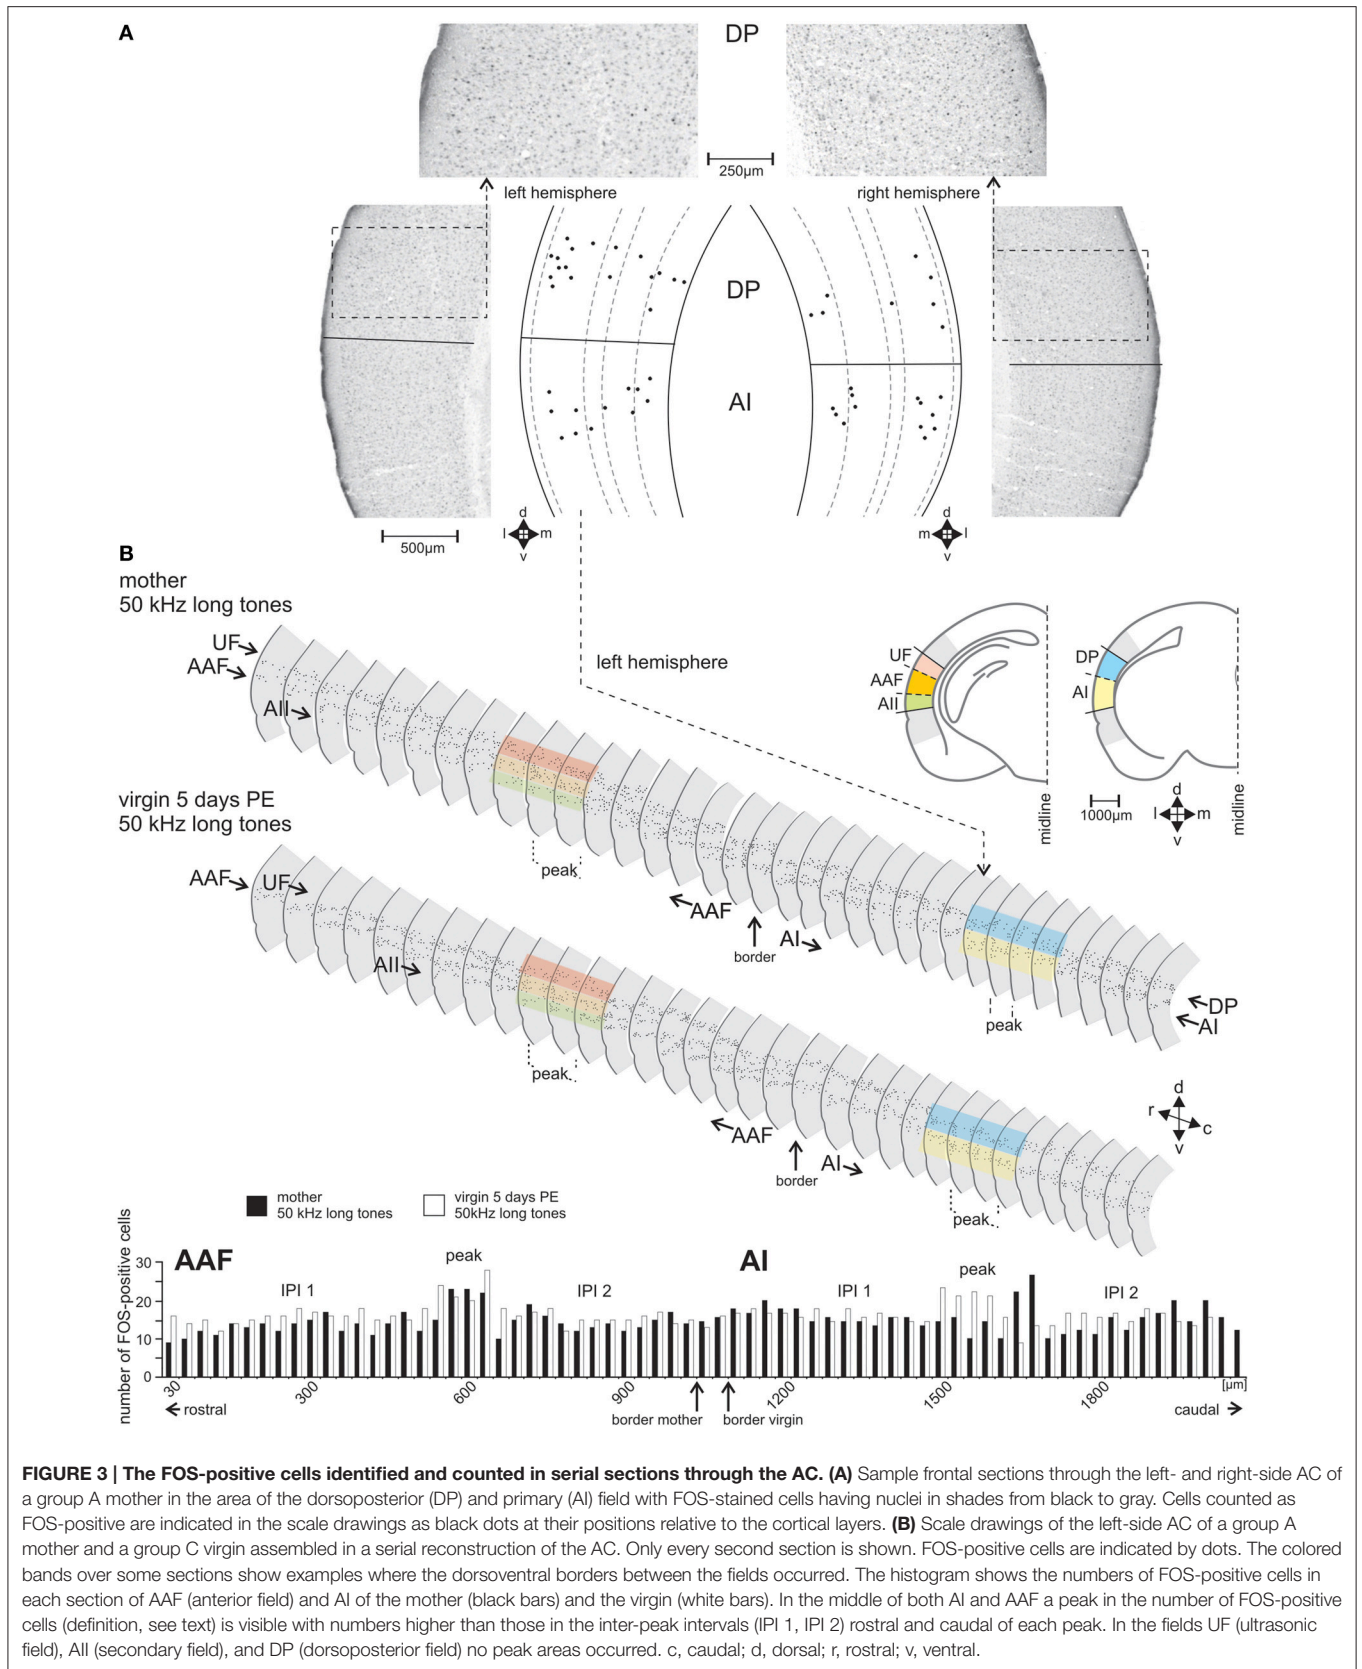 A
DP
250µm
left hemisphere
right hemisphere
DP
AI
500µm
d
l m
v
d
m l
v
B
mother
50 kHz long tones
UF
AAF
AII
left hemisphere
UF
AAF
AII
midline
DP
AI
midline
1000µm
d
l m
v
peak
AAF
border
AI
peak
DP
AI
virgin 5 days PE
50 kHz long tones
AAF
UF
AII
peak
AAF
border
AI
peak
d
r
c
v
mother
50 kHz long tones
virgin 5 days PE
50kHz long tones
number of FOS-positive cells
30
20
10
0
AAF
IPI 1
peak
IPI 2
AI
IPI 1
peak
IPI 2
30
300
600
900
1200
1500
1800
[µm]
rostral
border mother
border virgin
caudal
FIGURE 3 | The FOS-positive cells identified and counted in serial sections through the AC. (A) Sample frontal sections through the left- and right-side AC of
a group A mother in the area of the dorsoposterior (DP) and primary (AI) field with FOS-stained cells having nuclei in shades from black to gray. Cells counted as
FOS-positive are indicated in the scale drawings as black dots at their positions relative to the cortical layers. (B) Scale drawings of the left-side AC of a group A
mother and a group C virgin assembled in a serial reconstruction of the AC. Only every second section is shown. FOS-positive cells are indicated by dots. The colored
bands over some sections show examples where the dorsoventral borders between the fields occurred. The histogram shows the numbers of FOS-positive cells in
each section of AAF (anterior field) and AI of the mother (black bars) and the virgin (white bars). In the middle of both AI and AAF a peak in the number of FOS-positive
cells (definition, see text) is visible with numbers higher than those in the inter-peak intervals (IPI 1, IPI 2) rostral and caudal of each peak. In the fields UF (ultrasonic
field), AII (secondary field), and DP (dorsoposterior field) no peak areas occurred. c, caudal; d, dorsal; r, rostral; v, ventral.